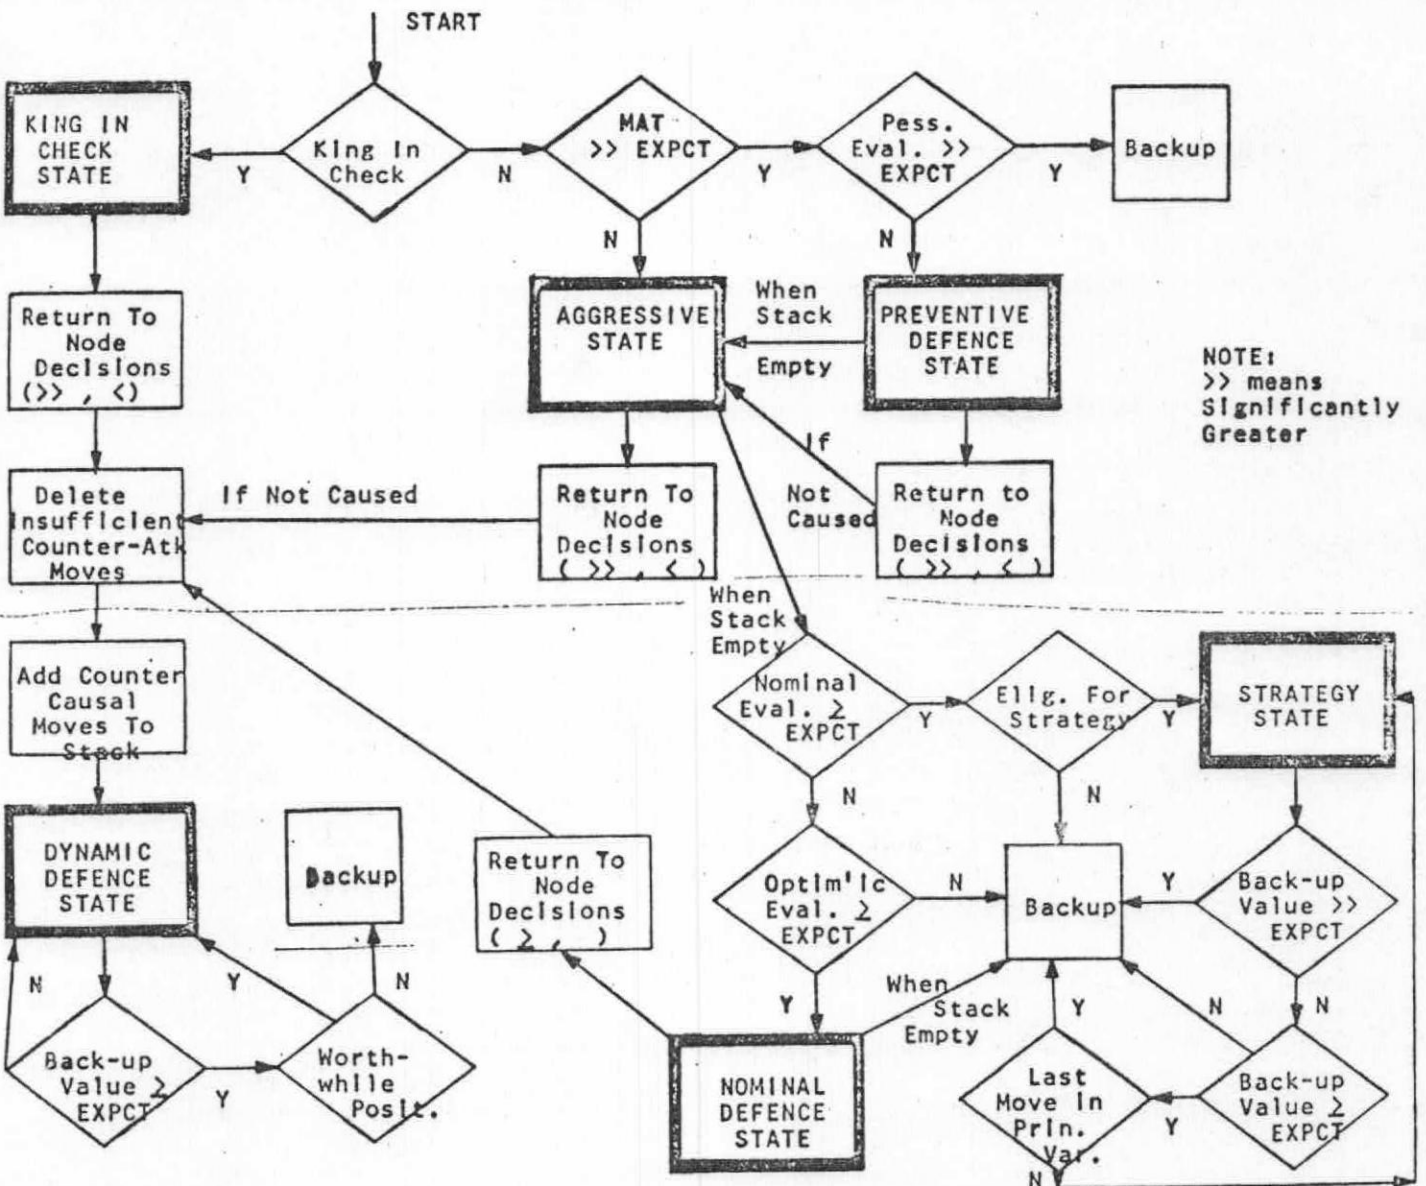 START
KING IN
CHECK
STATE
Y
King In
Check
N
MAT
>> EXPCT
Y
Pess.
Eval. >>
EXPCT
Y
Backup
N
N
Return To
Node
Decisions
(>> , <)
AGGRESSIVE
STATE
When
Stack
Empty
PREVENTIVE
DEFENCE
STATE
NOTE:
>> means
Significantly
Greater
If
Not
Caused
Delete
Insufficient
Counter-Atk
Moves
If Not Caused
Return To
Node
Decisions
( >> , < )
Return to
Node
Decisions
( >> , < )
When
Stack
Empty
Add Counter
Causal
Moves To
Stack
Nominal
Eval. ≥
EXPCT
Y
Elig. For
Strategy
Y
STRATEGY
STATE
N
N
DYNAMIC
DEFENCE
STATE
Backup
Return To
Node
Decisions
( ≥ , )
Optim'ic
Eval. ≥
EXPCT
N
Backup
Y
Back-up
Value >>
EXPCT
N
Y
N
Y
When
Stack
Empty
Y
N
N
Back-up
Value ≥
EXPCT
Y
Worth-
while
Posit.
NOMINAL
DEFENCE
STATE
Last
Move in
Prin.
Var.
Y
Back-up
Value ≥
EXPCT
N